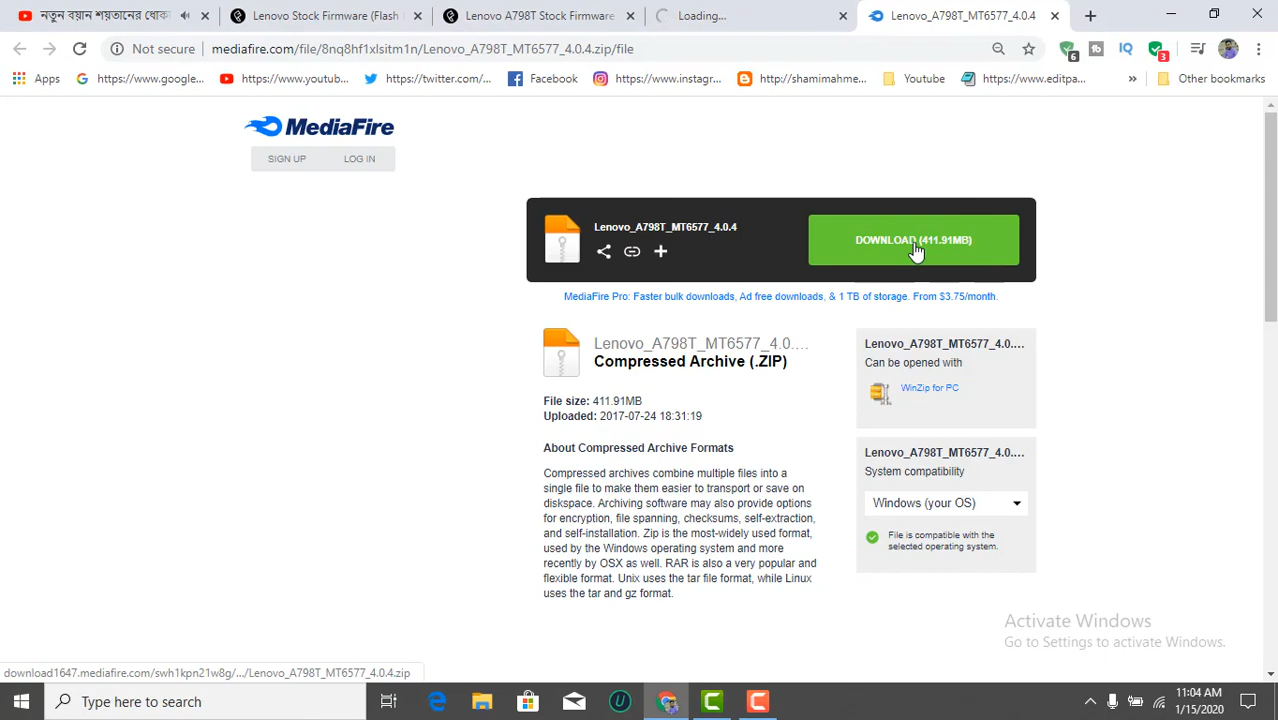 নতুন বয়ান শয়তানের ধোকা
Lenovo Stock Firmware (Flash
Lenovo A798T Stock Firmware
Loading...
Lenovo_A798T_MT6577_4.0.4
Not secure
mediafire.com/file/8nq8hf1xlsitm1n/Lenovo_A798T_MT6577_4.0.4.zip/file
6
IQ
3
Apps
https://www.google...
https://www.youtub...
https://twitter.com/...
Facebook
https://www.instagr...
http://shamimahme...
Youtube
https://www.editpa...
»
Other bookmarks
MediaFire
SIGN UP
LOG IN
Lenovo_A798T_MT6577_4.0.4
DOWNLOAD (411.91MB)
MediaFire Pro: Faster bulk downloads, Ad free downloads, & 1 TB of storage. From $3.75/month.
Lenovo_A798T_MT6577_4.0....
Compressed Archive (.ZIP)
File size: 411.91MB
Uploaded: 2017-07-24 18:31:19
About Compressed Archive Formats
Compressed archives combine multiple files into a
single file to make them easier to transport or save on
diskspace. Archiving software may also provide options
for encryption, file spanning, checksums, self-extraction,
and self-installation. Zip is the most-widely used format,
used by the Windows operating system and more
recently by OSX as well. RAR is also a very popular and
flexible format. Unix uses the tar file format, while Linux
uses the tar and gz format.
Lenovo_A798T_MT6577_4.0....
Can be opened with
WinZip for PC
Lenovo_A798T_MT6577_4.0....
System compatibility
Windows (your OS)
File is compatible with the
selected operating system.
Activate Windows
Go to Settings to activate Windows.
download1647.mediafire.com/swh1kpn21w8g/.../Lenovo_A798T_MT6577_4.0.4.zip
Type here to search
11:04 AM
1/15/2020